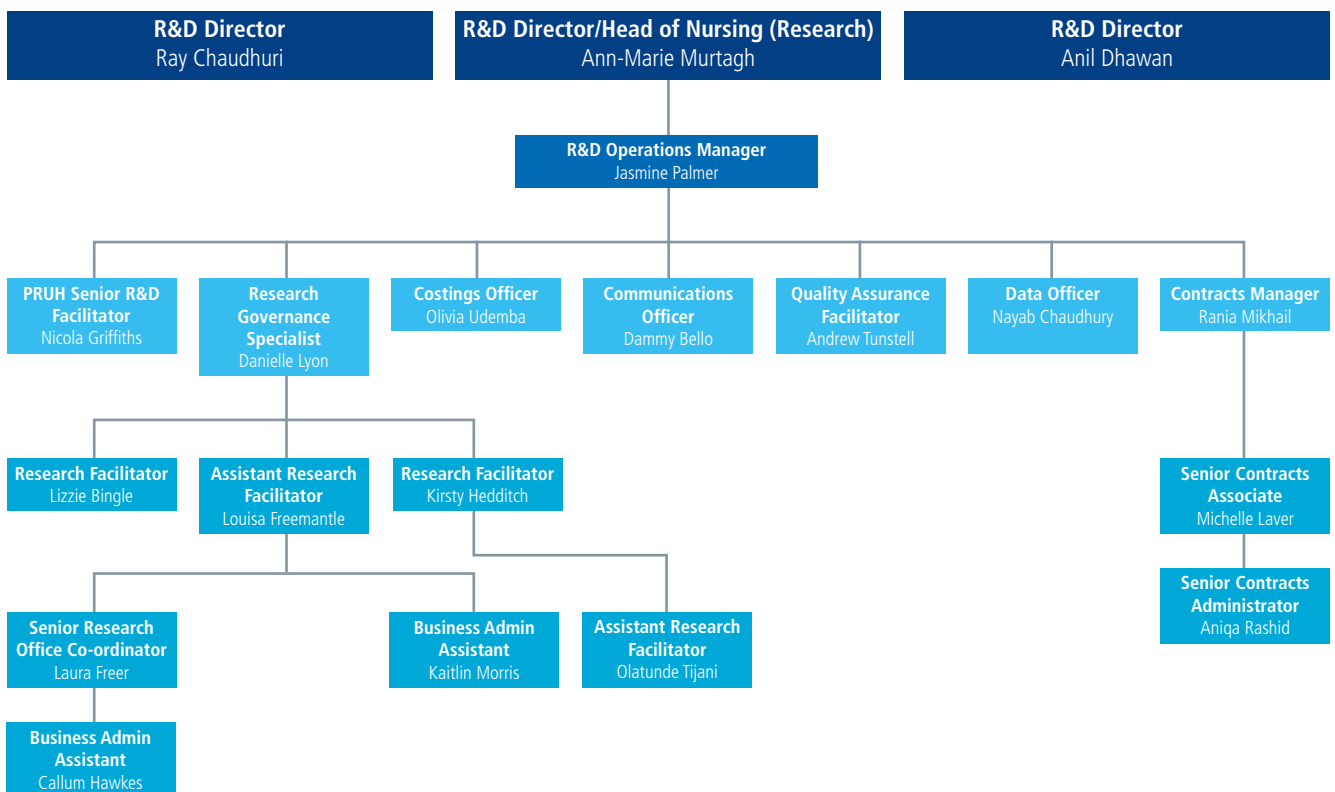 R&D Director
Ray Chaudhuri
R&D Director/Head of Nursing (Research)
Ann-Marie Murtagh
R&D Director
Anil Dhawan
R&D Operations Manager
Jasmine Palmer
PRUH Senior R&D
Facilitator
Nicola Griffiths
Research
Governance
Specialist
Danielle Lyon
Costings Officer
Olivia Udemba
Communications
Officer
Dammy Bello
Quality Assurance
Facilitator
Andrew Tunstell
Data Officer
Nayab Chaudhury
Contracts Manager
Rania Mikhail
Research Facilitator
Lizzie Bingle
Assistant Research
Facilitator
Louisa Freemantle
Research Facilitator
Kirsty Hedditch
Senior Contracts
Associate
Michelle Laver
Senior Contracts
Administrator
Aniqa Rashid
Senior Research
Office Co-ordinator
Laura Freer
Business Admin
Assistant
Kaitlin Morris
Assistant Research
Facilitator
Olatunde Tijani
Business Admin
Assistant
Callum Hawkes